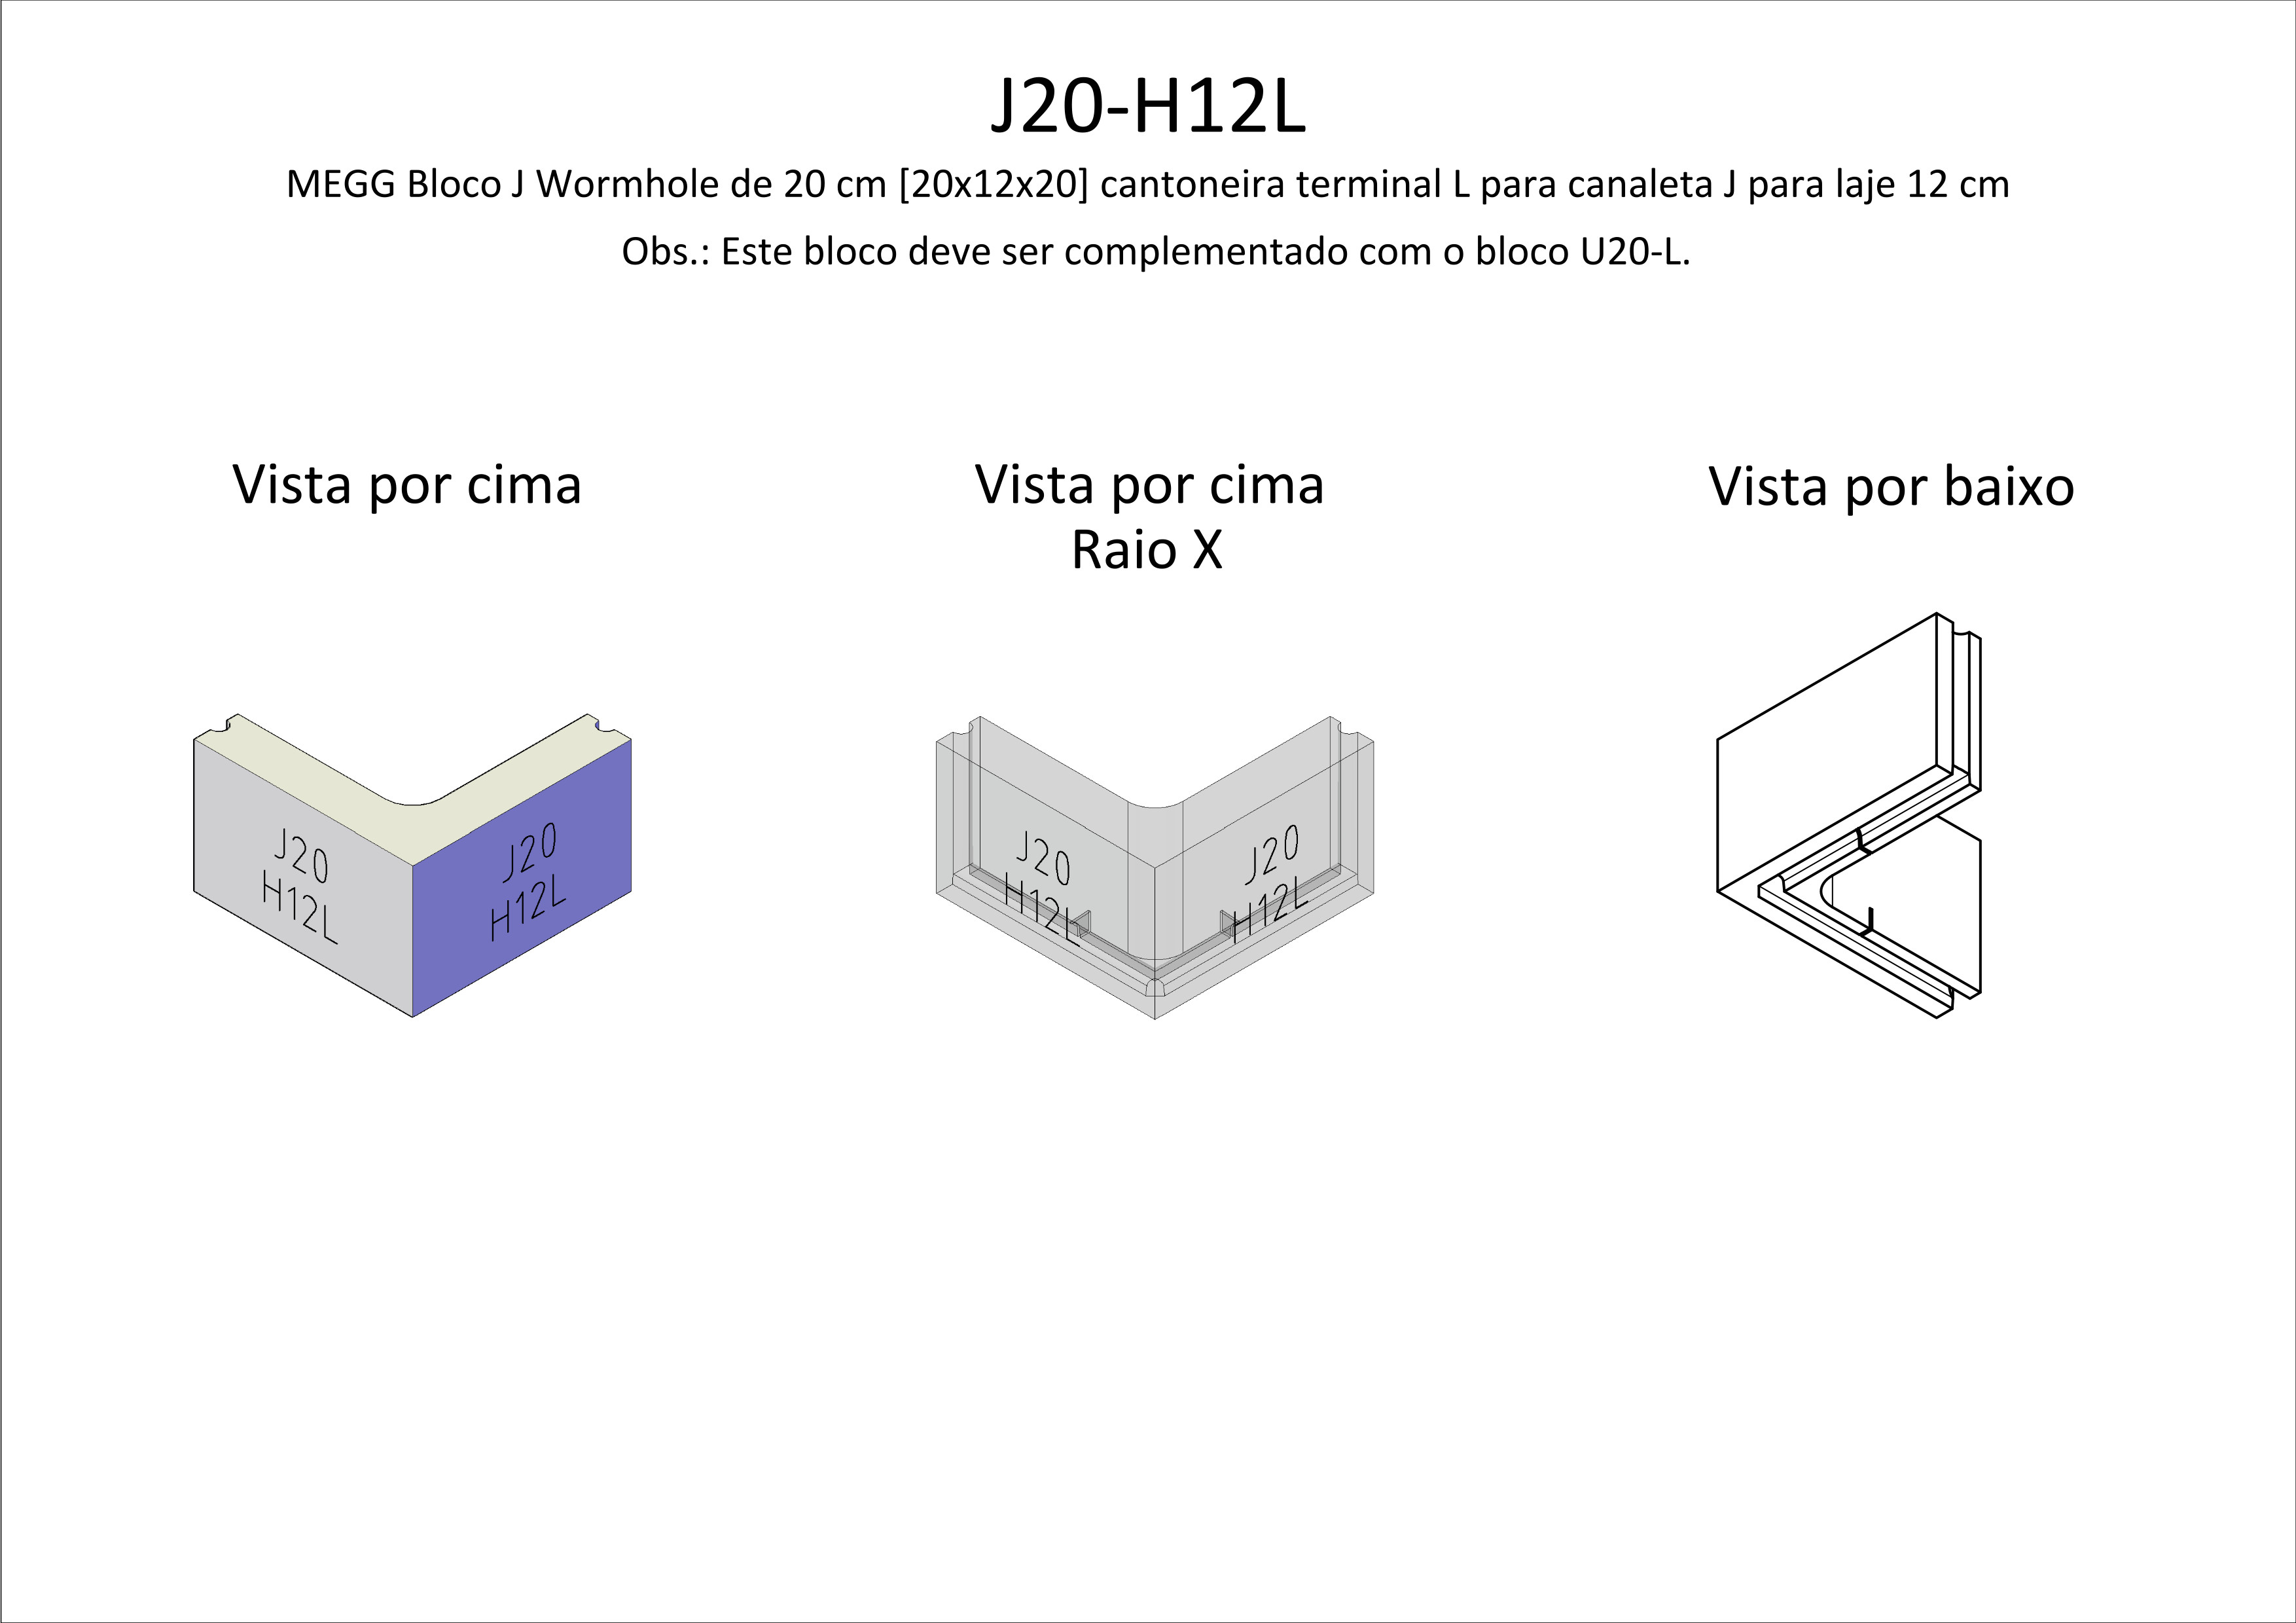 J20-H12L
MEGG Bloco J Wormhole de 20 cm [20x12x20] cantoneira terminal L para canaleta J para laje 12 cm
Obs.: Este bloco deve ser complementado com o bloco U20-L.
Vista por cima
Vista por cima
Raio X
Vista por baixo
J20
H12L
J20
H12L
J20
H12L
J20
H12L